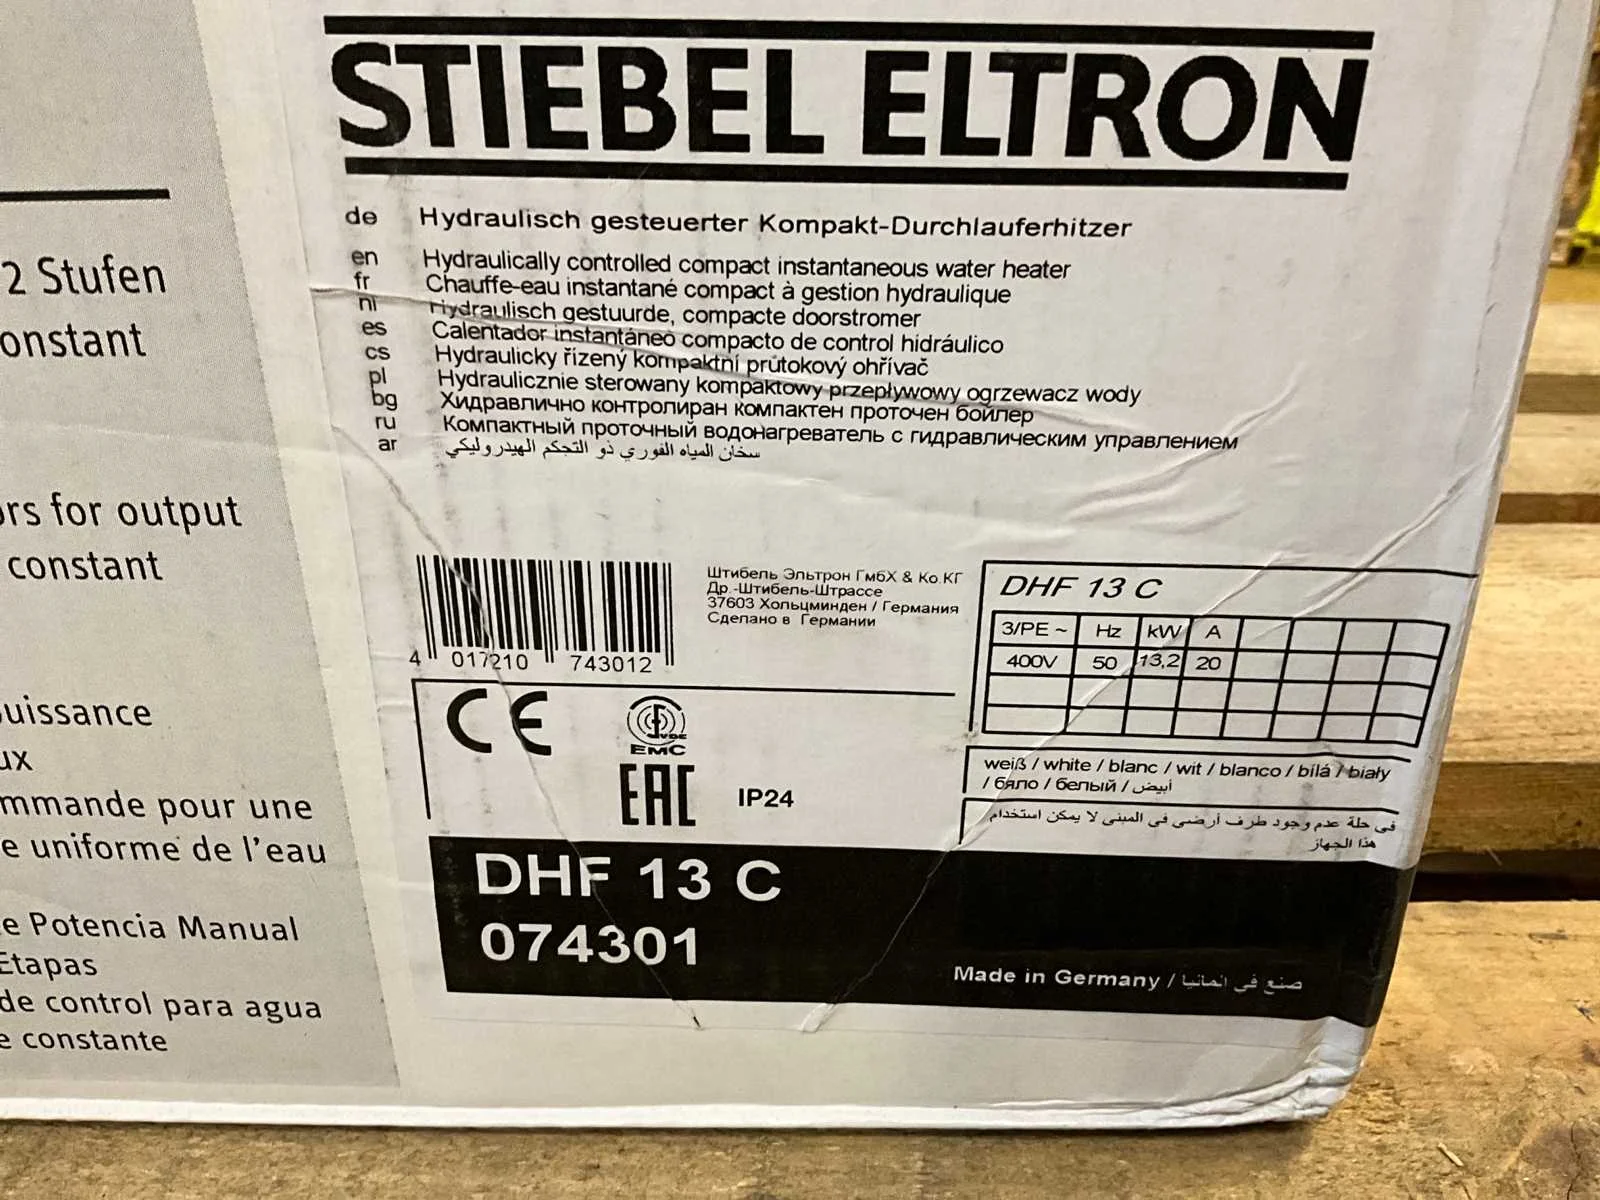 STIEBEL ELTRON
de Hydraulisch gesteuerter Kompakt-Durchlauferhitzer
en Hydraulically controlled compact instantaneous water heater
fr Chauffe-eau instantané compact à gestion hydraulique
nl Hydraulisch gestuurde, compacte doorstromer
es Calentador instantáneo compacto de control hidráulico
cs Hydraulicky řízený kompaktní průtokový ohřívač
pl Hydraulicznie sterowany kompaktowy przepływowy ogrzewacz wody
bg Хидравлично контролиран компактен проточен бойлер
ru Компактный проточный водонагреватель с гидравлическим управлением
ar سخان المياه الفوري ذو التحكم الهيدروليكي
2 Stufen
onstant
ors for output
constant
uissance
ux
mmande pour une
e uniforme de l'eau
e Potencia Manual
Etapas
de control para agua
e constante
4 017210 743012
Штибель Эльтрон ГмбХ & Ко.КГ
Др.-Штибель-Штрассе
37603 Хольцминден / Германия
Сделано в Германии
DHF 13 C
3/PE ~ Hz kW A
400V 50 13,2 20
CE
VDE
EMC
EAC
IP24
weiß / white / blanc / wit / blanco / bílá / biały
/ бяло / белый / أبيض
في حلة عدم وجود طرف أرضي في المبنى لا يمكن استخدام
هذا الجهاز
DHF 13 C
074301
Made in Germany / صنع في المانيا